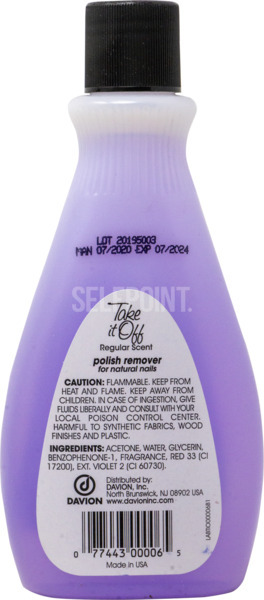 LOT 20195003
MAN 07/2020 EXP 07/2024
SELFPOINT.
Take
it Off
Regular Scent
polish remover
for natural nails
CAUTION: FLAMMABLE. KEEP FROM
HEAT AND FLAME. KEEP AWAY FROM
CHILDREN. IN CASE OF INGESTION, GIVE
FLUIDS LIBERALLY AND CONSULT WITH YOUR
LOCAL POISON CONTROL CENTER.
HARMFUL TO SYNTHETIC FABRICS, WOOD
FINISHES AND PLASTIC.
INGREDIENTS: ACETONE, WATER, GLYCERIN,
BENZOPHENONE-1, FRAGRANCE, RED 33 (CI
17200), EXT. VIOLET 2 (CI 60730).
DAVION
Distributed by:
DAVION, Inc.
North Brunswick, NJ 08902 USA
www.davioninc.com
0 77443 00006 5
Made in USA